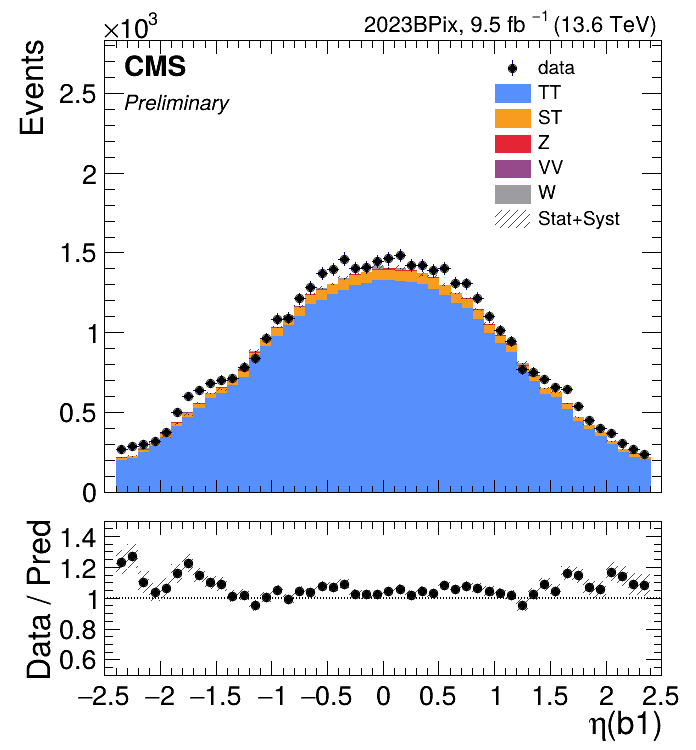 ×10³
2023BPix, 9.5 fb ⁻¹ (13.6 TeV)
Events
CMS
Preliminary
data
TT
ST
Z
VV
W
Stat+Syst
2.5
2
1.5
1
0.5
0
Data / Pred
1.4
1.2
1
0.8
0.6
−2.5 −2 −1.5 −1 −0.5 0 0.5 1 1.5 2 2.5
η(b1)